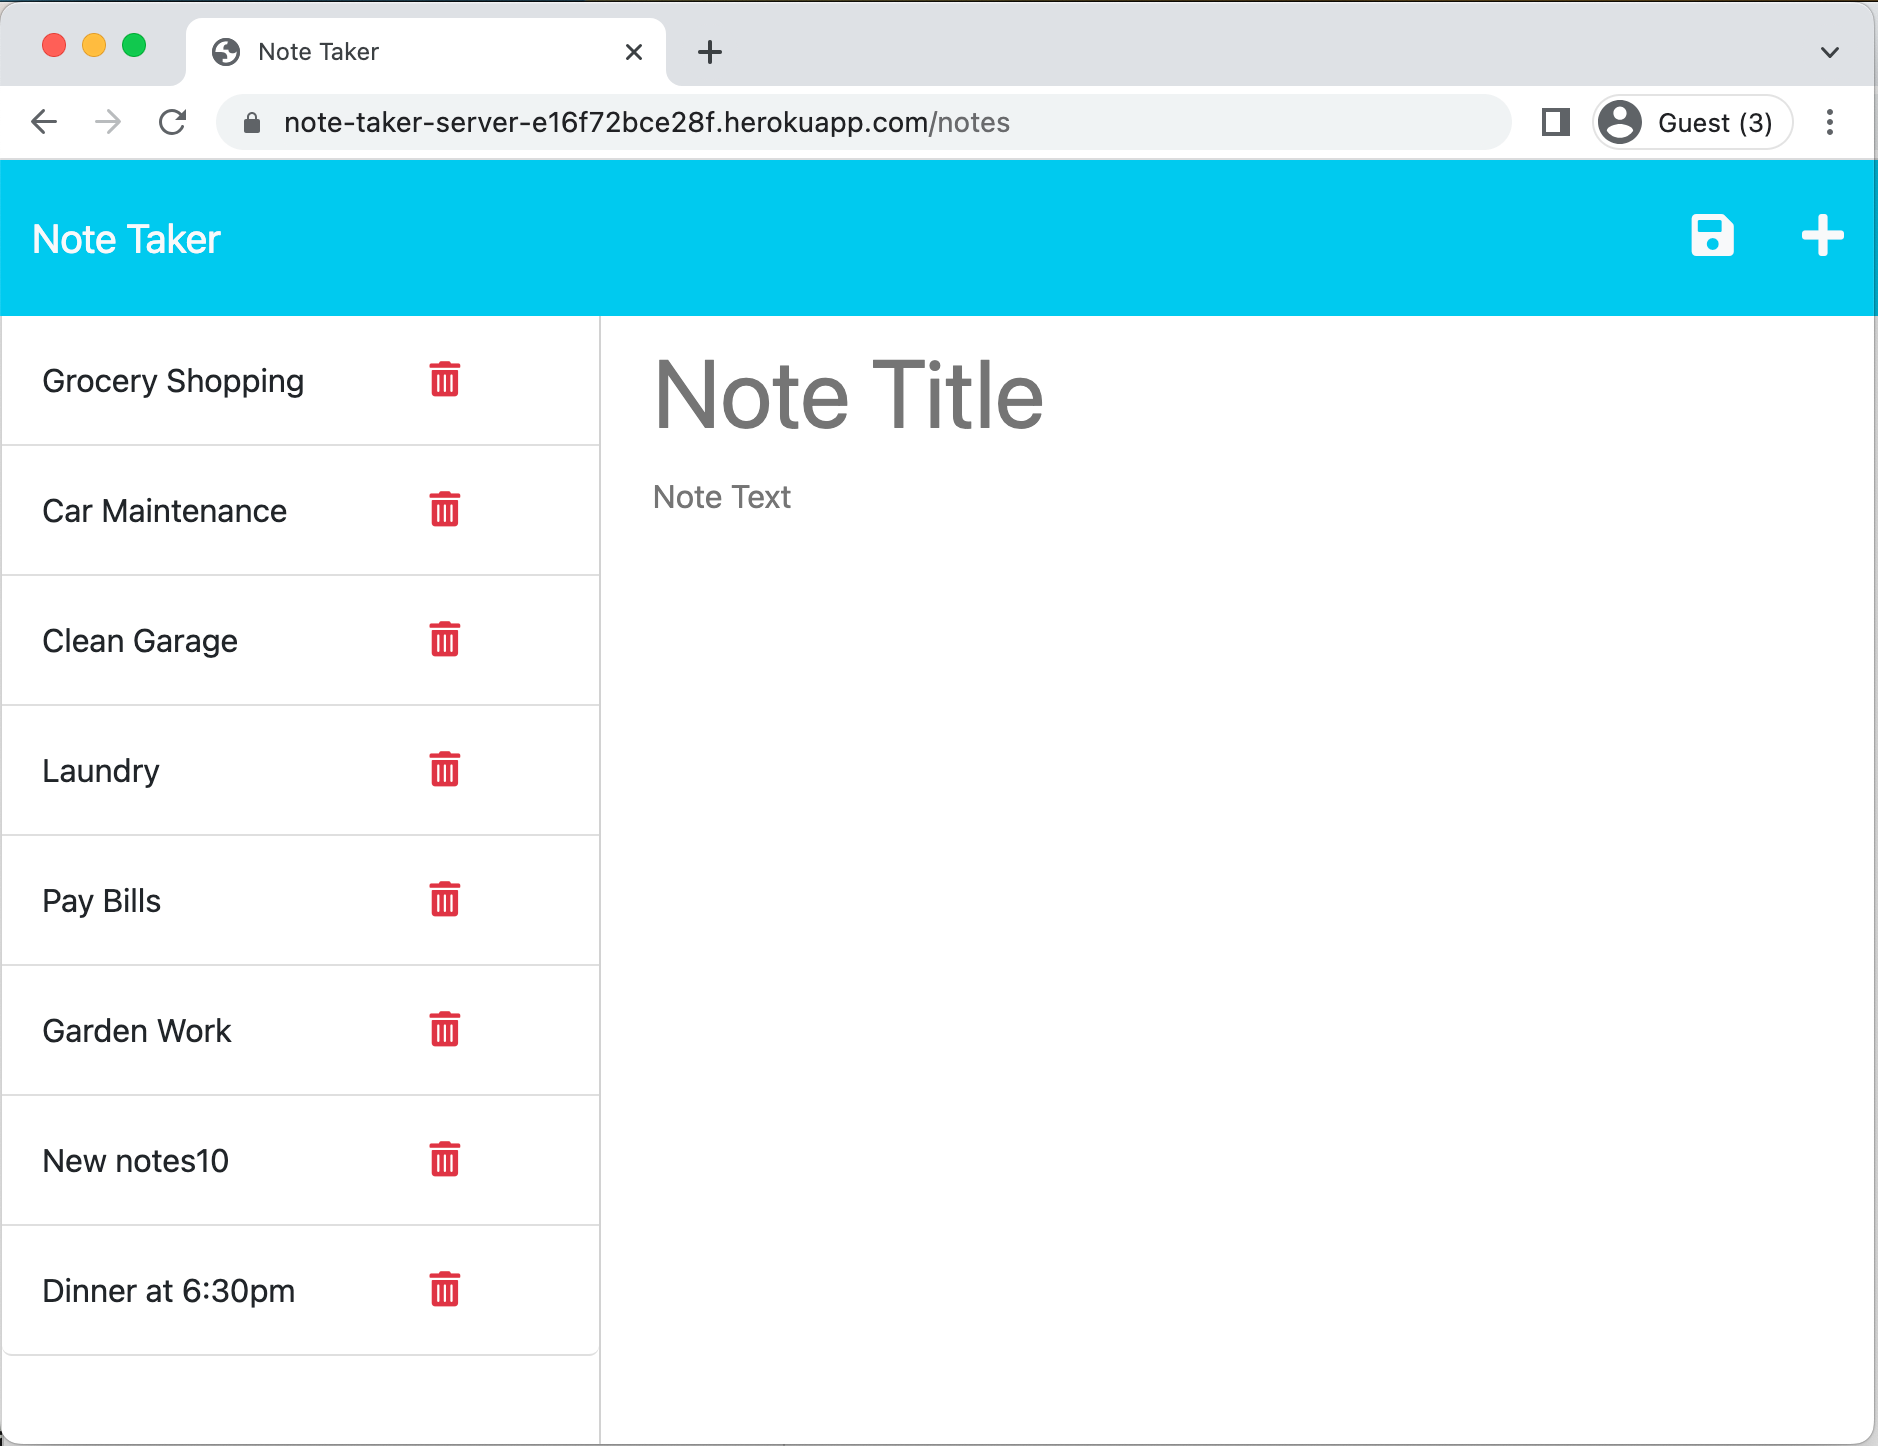 Note Taker
note-taker-server-e16f72bce28f.herokuapp.com/notes
Guest (3)
Note Taker
Grocery Shopping
Car Maintenance
Clean Garage
Laundry
Pay Bills
Garden Work
New notes10
Dinner at 6:30pm
Note Title
Note Text